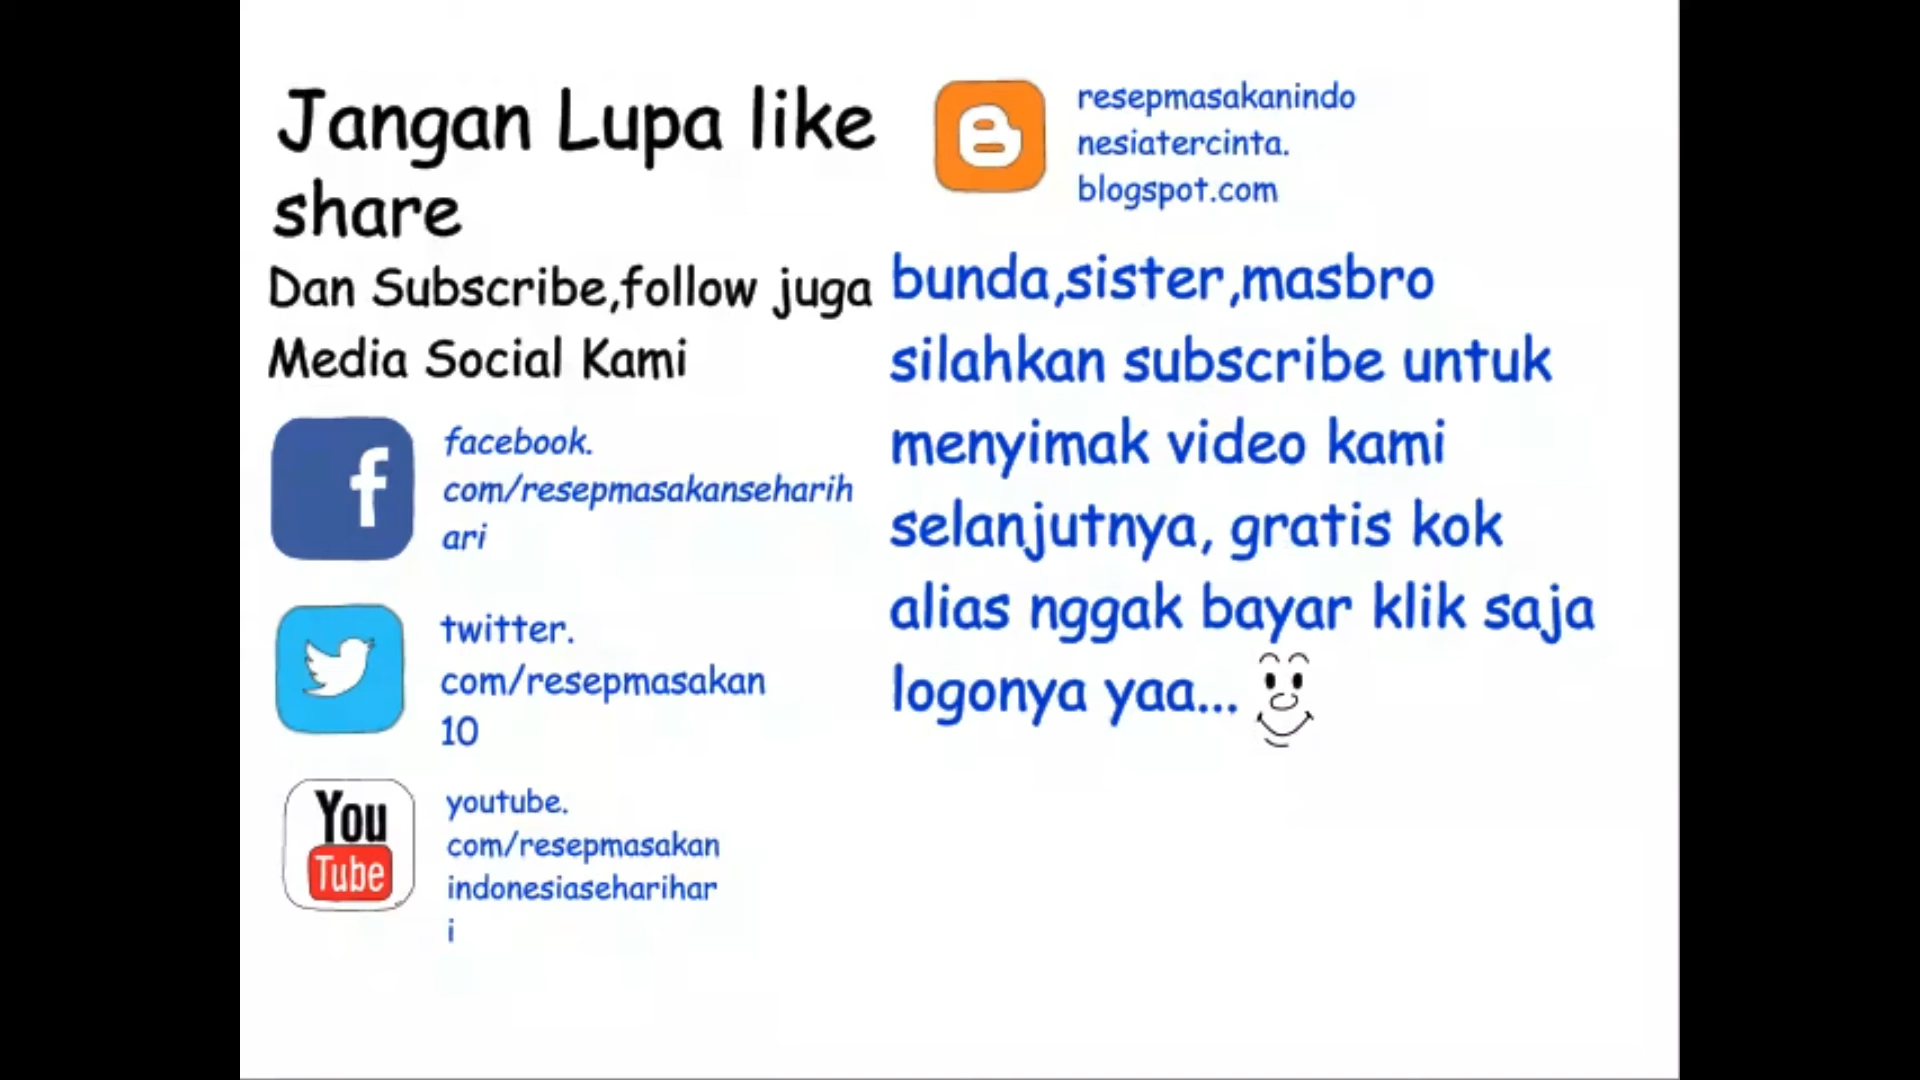 Jangan Lupa like
share
Dan Subscribe,follow juga
Media Social Kami
facebook.
com/resepmasakanseharih
ari
twitter.
com/resepmasakan
10
You
Tube
youtube.
com/resepmasakan
indonesiaseharihar
i
resepmasakanindo
nesiatercinta.
blogspot.com
bunda,sister,masbro
silahkan subscribe untuk
menyimak video kami
selanjutnya, gratis kok
alias nggak bayar klik saja
logonya yaa...